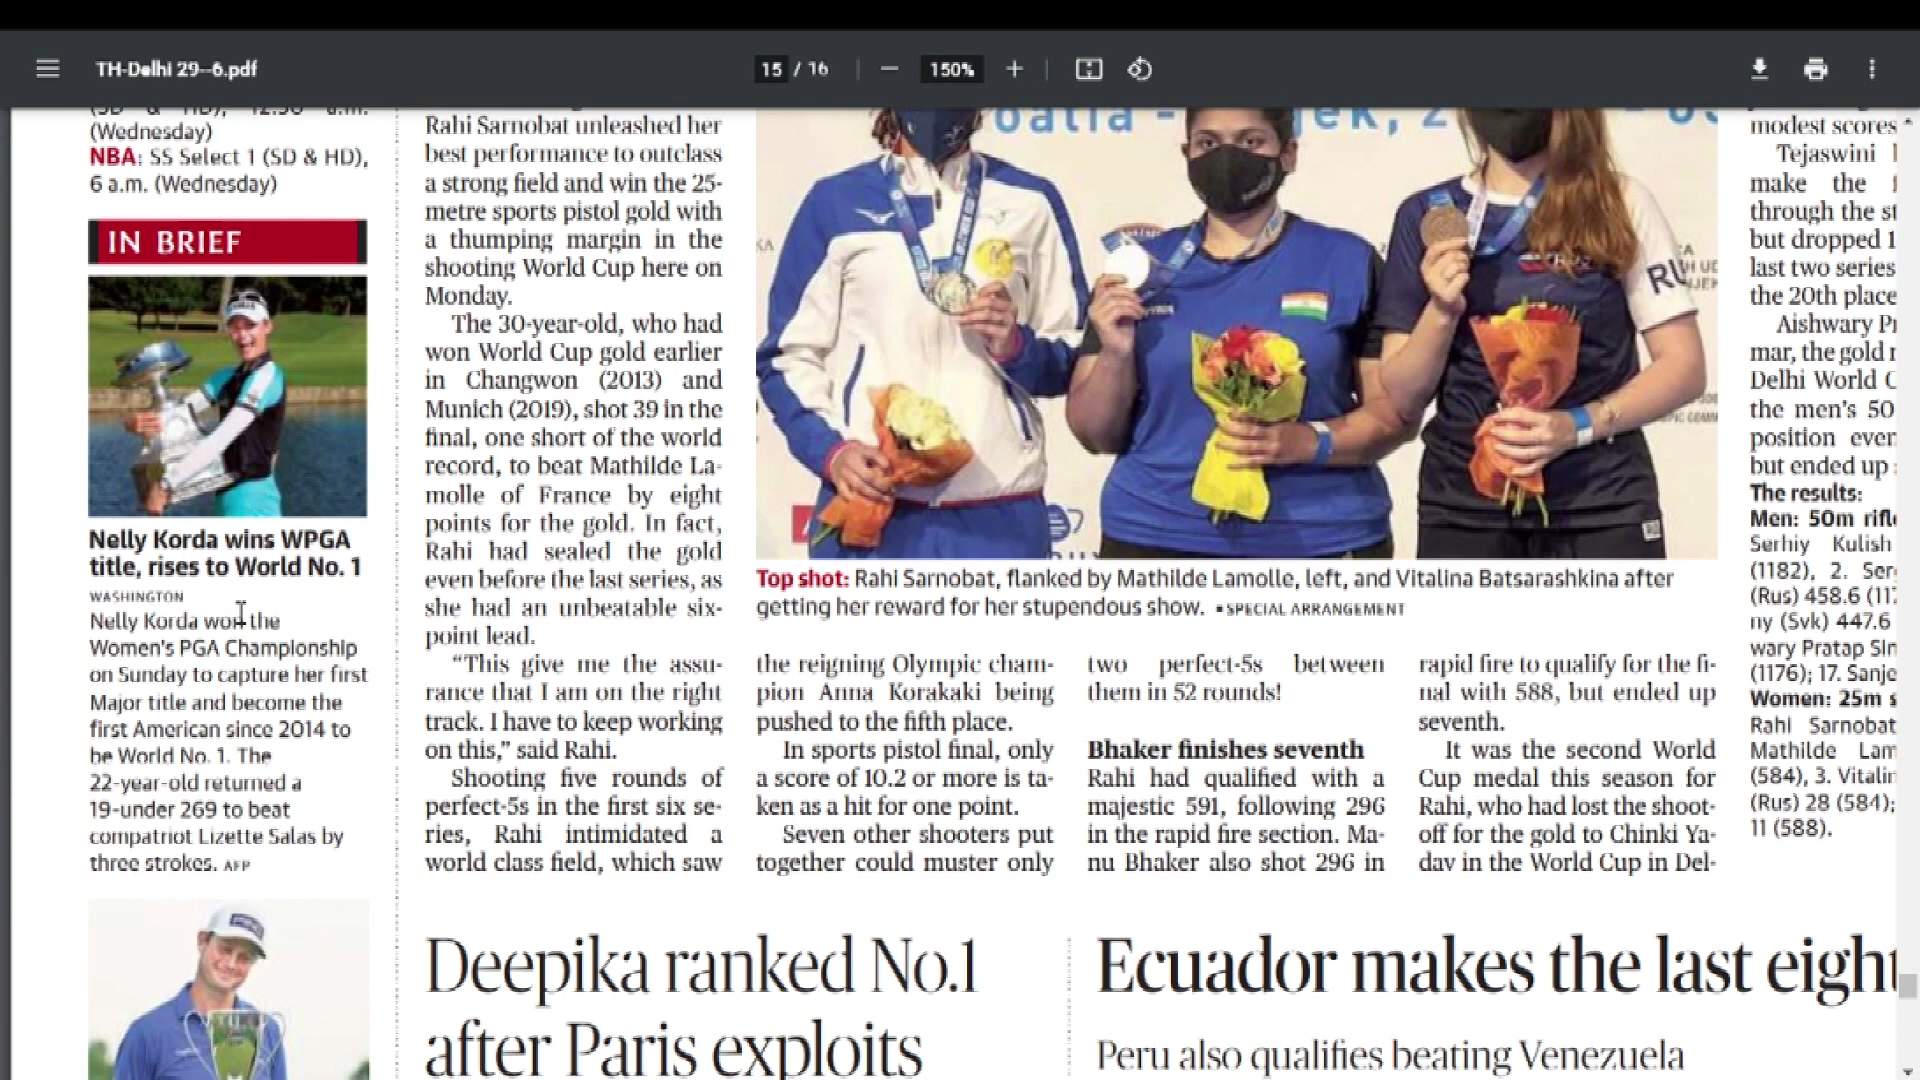 TH-Delhi 29--6.pdf
15 / 16
150%
(Wednesday)
NBA: SS Select 1 (SD & HD),
6 a.m. (Wednesday)
IN BRIEF
Nelly Korda wins WPGA
title, rises to World No. 1
WASHINGTON
Nelly Korda won the
Women's PGA Championship
on Sunday to capture her first
Major title and become the
first American since 2014 to
be World No. 1. The
22-year-old returned a
19-under 269 to beat
compatriot Lizette Salas by
three strokes. AFP
Rahi Sarnobat unleashed her
best performance to outclass
a strong field and win the 25-
metre sports pistol gold with
a thumping margin in the
shooting World Cup here on
Monday.
The 30-year-old, who had
won World Cup gold earlier
in Changwon (2013) and
Munich (2019), shot 39 in the
final, one short of the world
record, to beat Mathilde La-
molle of France by eight
points for the gold. In fact,
Rahi had sealed the gold
even before the last series, as
she had an unbeatable six-
point lead.
“This give me the assu-
rance that I am on the right
track. I have to keep working
on this,” said Rahi.
Shooting five rounds of
perfect-5s in the first six se-
ries, Rahi intimidated a
world class field, which saw
Top shot: Rahi Sarnobat, flanked by Mathilde Lamolle, left, and Vitalina Batsarashkina after
getting her reward for her stupendous show. ▪SPECIAL ARRANGEMENT
the reigning Olympic cham-
pion Anna Korakaki being
pushed to the fifth place.
In sports pistol final, only
a score of 10.2 or more is ta-
ken as a hit for one point.
Seven other shooters put
together could muster only
two perfect-5s between
them in 52 rounds!
Bhaker finishes seventh
Rahi had qualified with a
majestic 591, following 296
in the rapid fire section. Ma-
nu Bhaker also shot 296 in
rapid fire to qualify for the fi-
nal with 588, but ended up
seventh.
It was the second World
Cup medal this season for
Rahi, who had lost the shoot-
off for the gold to Chinki Ya-
dav in the World Cup in Del-
modest scores
Tejaswini
make the
through the st
but dropped 1
last two series
the 20th place
Aishwary Pr
mar, the gold
Delhi World C
the men's 50
position even
but ended up
The results:
Men: 50m rifl
Serhiy Kulish
(1182), 2. Ser
(Rus) 458.6 (117
ny (Svk) 447.6
wary Pratap Sin
(1176); 17. Sanje
Women: 25m s
Rahi Sarnobat
Mathilde Lam
(584), 3. Vitalin
(Rus) 28 (584);
11 (588).
Deepika ranked No.1
after Paris exploits
Ecuador makes the last eight
Peru also qualifies beating Venezuela